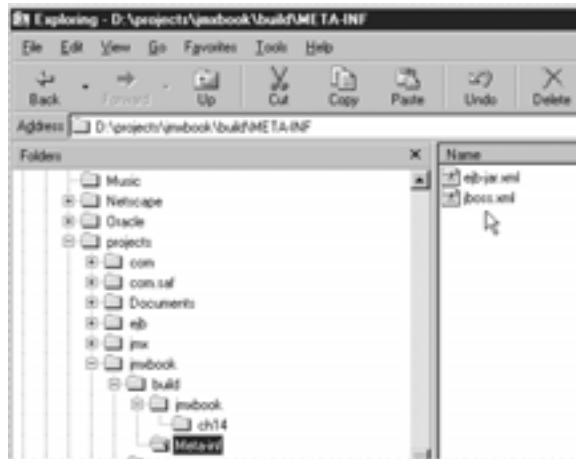 Exploring - D:\projects\jmxbook\build\META-INF
File Edit View Go Favorites Tools Help
Back Forward Up Cut Copy Paste Undo Delete
Address D:\projects\jmxbook\build\META-INF
Folders
Name
Music
Netscape
Oracle
projects
com
com.saf
Documents
ejb
jmx
jmxbook
build
jmxbook
ch14
Meta-inf
ejb-jar.xml
jboss.xml